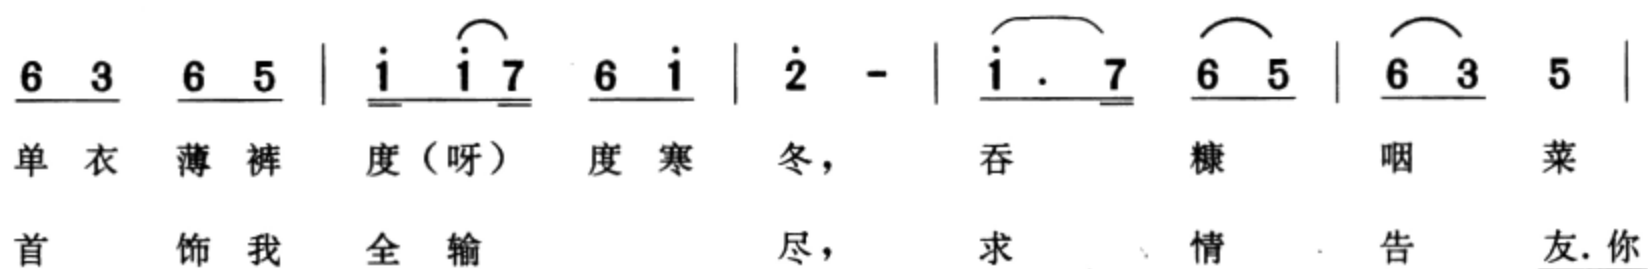 6 3 6 5 | i i 7 6 i | 2 - | i . 7 6 5 | 6 3 5 |
单 衣 薄 裤 度（呀） 度 寒 冬， 吞 糠 咽 菜
首 饰 我 全 输 尽， 求 情 告 友．你